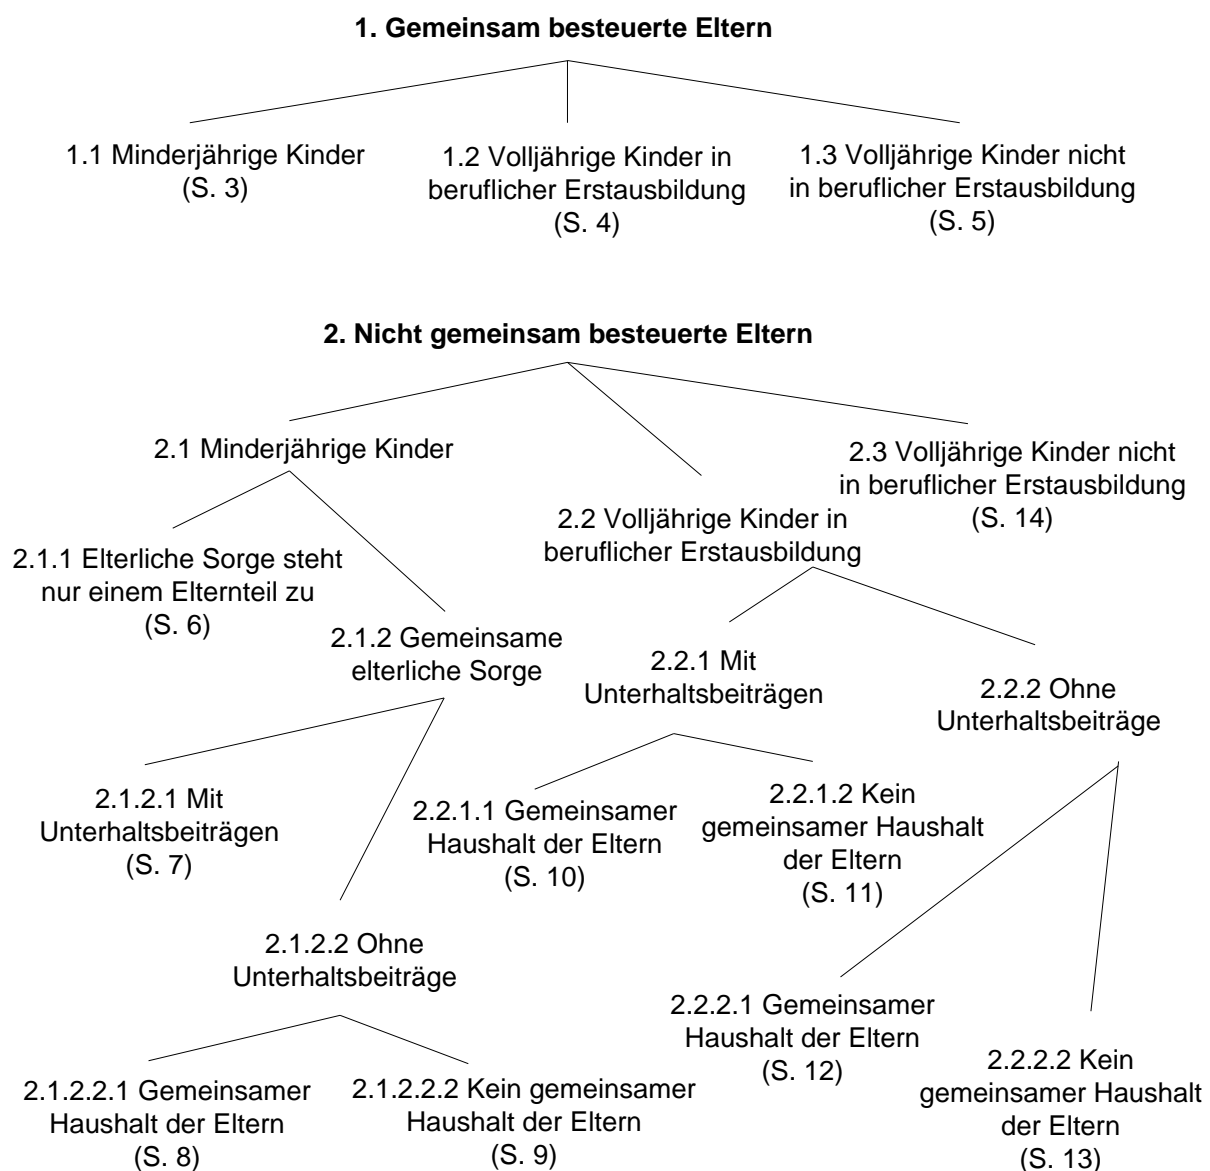 1. Gemeinsam besteuerte Eltern
1.1 Minderjährige Kinder
(S. 3)
1.2 Volljährige Kinder in
beruflicher Erstausbildung
(S. 4)
1.3 Volljährige Kinder nicht
in beruflicher Erstausbildung
(S. 5)
2. Nicht gemeinsam besteuerte Eltern
2.1 Minderjährige Kinder
2.3 Volljährige Kinder nicht
in beruflicher Erstausbildung
(S. 14)
2.2 Volljährige Kinder in
beruflicher Erstausbildung
2.1.1 Elterliche Sorge steht
nur einem Elternteil zu
(S. 6)
2.1.2 Gemeinsame
elterliche Sorge
2.2.1 Mit
Unterhaltsbeiträgen
2.2.2 Ohne
Unterhaltsbeiträge
2.1.2.1 Mit
Unterhaltsbeiträgen
(S. 7)
2.2.1.1 Gemeinsamer
Haushalt der Eltern
(S. 10)
2.2.1.2 Kein
gemeinsamer Haushalt
der Eltern
(S. 11)
2.1.2.2 Ohne
Unterhaltsbeiträge
2.2.2.1 Gemeinsamer
Haushalt der Eltern
(S. 12)
2.2.2.2 Kein
gemeinsamer Haushalt
der Eltern
(S. 13)
2.1.2.2.1 Gemeinsamer
Haushalt der Eltern
(S. 8)
2.1.2.2.2 Kein gemeinsamer
Haushalt der Eltern
(S. 9)